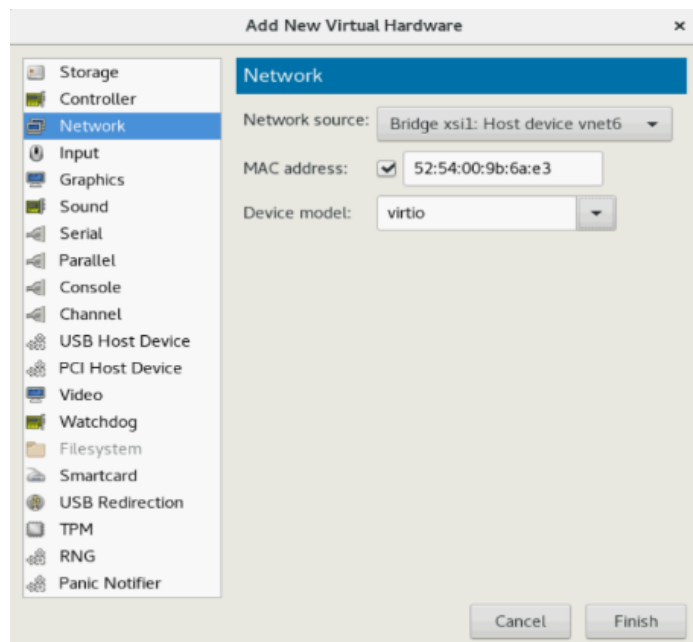 Add New Virtual Hardware
Storage
Controller
Network
Input
Graphics
Sound
Serial
Parallel
Console
Channel
USB Host Device
PCI Host Device
Video
Watchdog
Filesystem
Smartcard
USB Redirection
TPM
RNG
Panic Notifier
Network
Network source: Bridge xsi1: Host device vnet6
MAC address: 52:54:00:9b:6a:e3
Device model: virtio
Cancel Finish